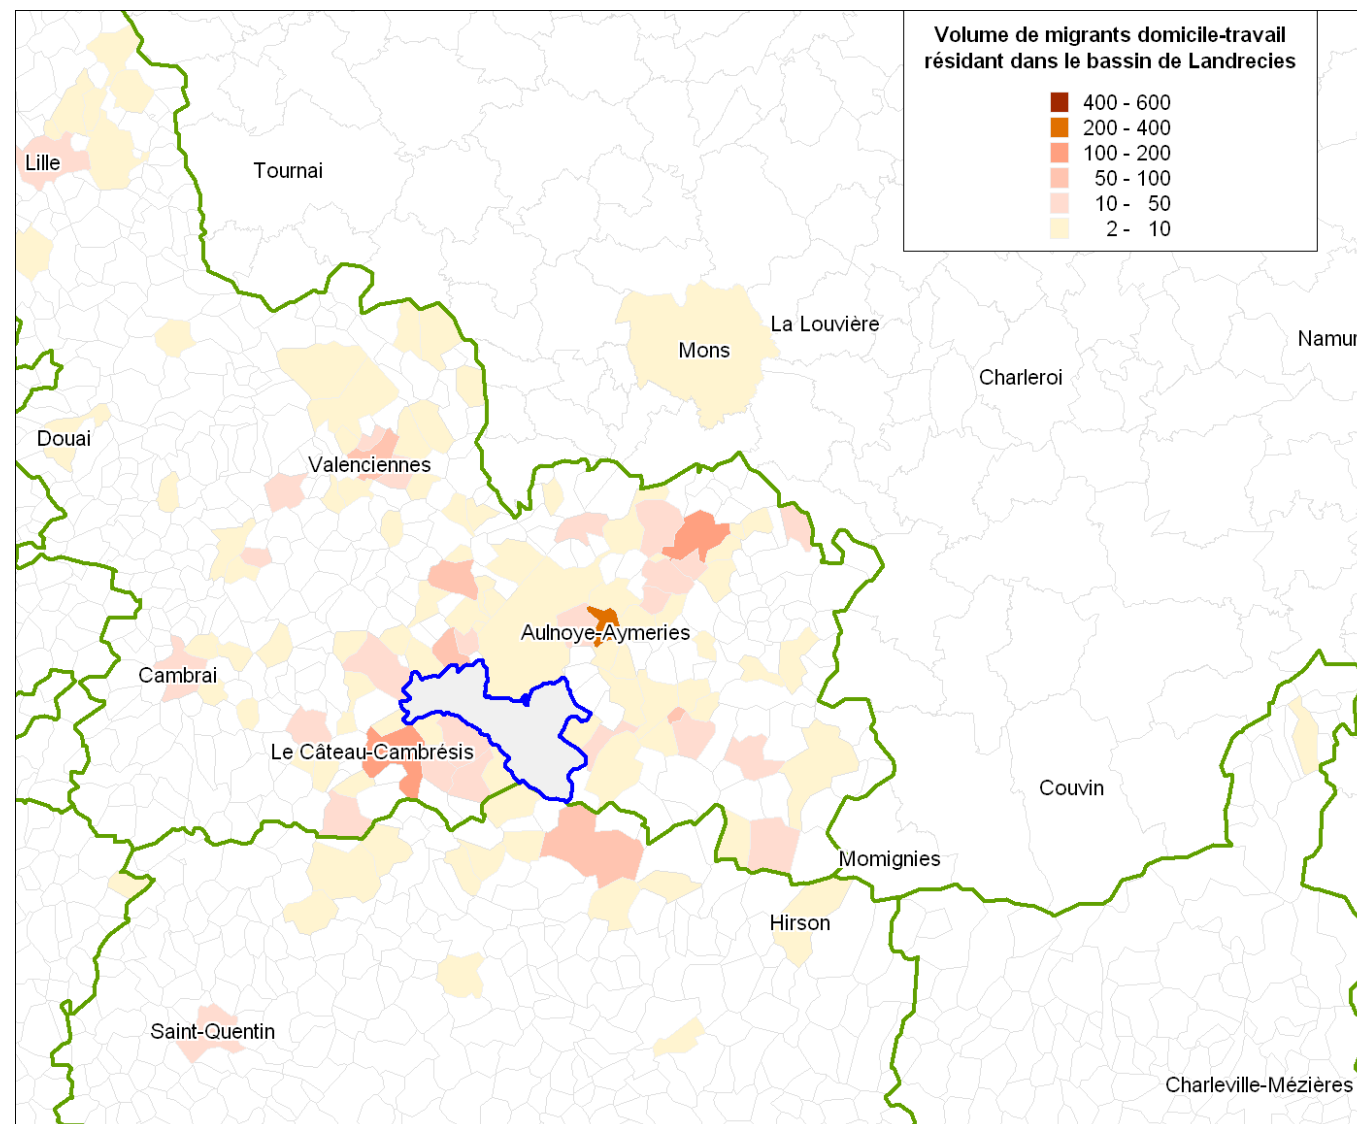 Volume de migrants domicile-travail
résidant dans le bassin de Landrecies
400 - 600
200 - 400
100 - 200
50 - 100
10 - 50
2 - 10
Lille
Tournai
La Louvière
Namur
Mons
Charleroi
Douai
Valenciennes
Aulnoye-Aymeries
Cambrai
Le Câteau-Cambrésis
Couvin
Momignies
Hirson
Saint-Quentin
Charleville-Mézières